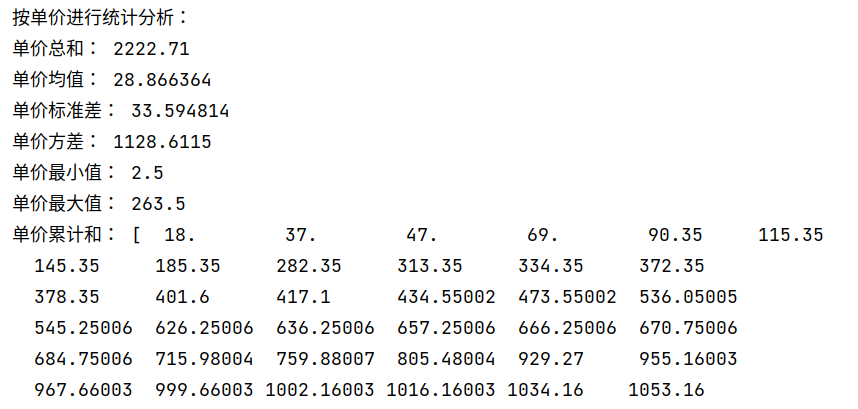 按单价进行统计分析：
单价总和： 2222.71
单价均值： 28.866364
单价标准差： 33.594814
单价方差： 1128.6115
单价最小值： 2.5
单价最大值： 263.5
单价累计和： [  18.        37.        47.        69.        90.35     115.35
  145.35     185.35     282.35     313.35     334.35     372.35
  378.35     401.6      417.1      434.55002  473.55002  536.05005
  545.25006  626.25006  636.25006  657.25006  666.25006  670.75006
  684.75006  715.98004  759.88007  805.48004  929.27     955.16003
  967.66003  999.66003 1002.16003 1016.16003 1034.16    1053.16